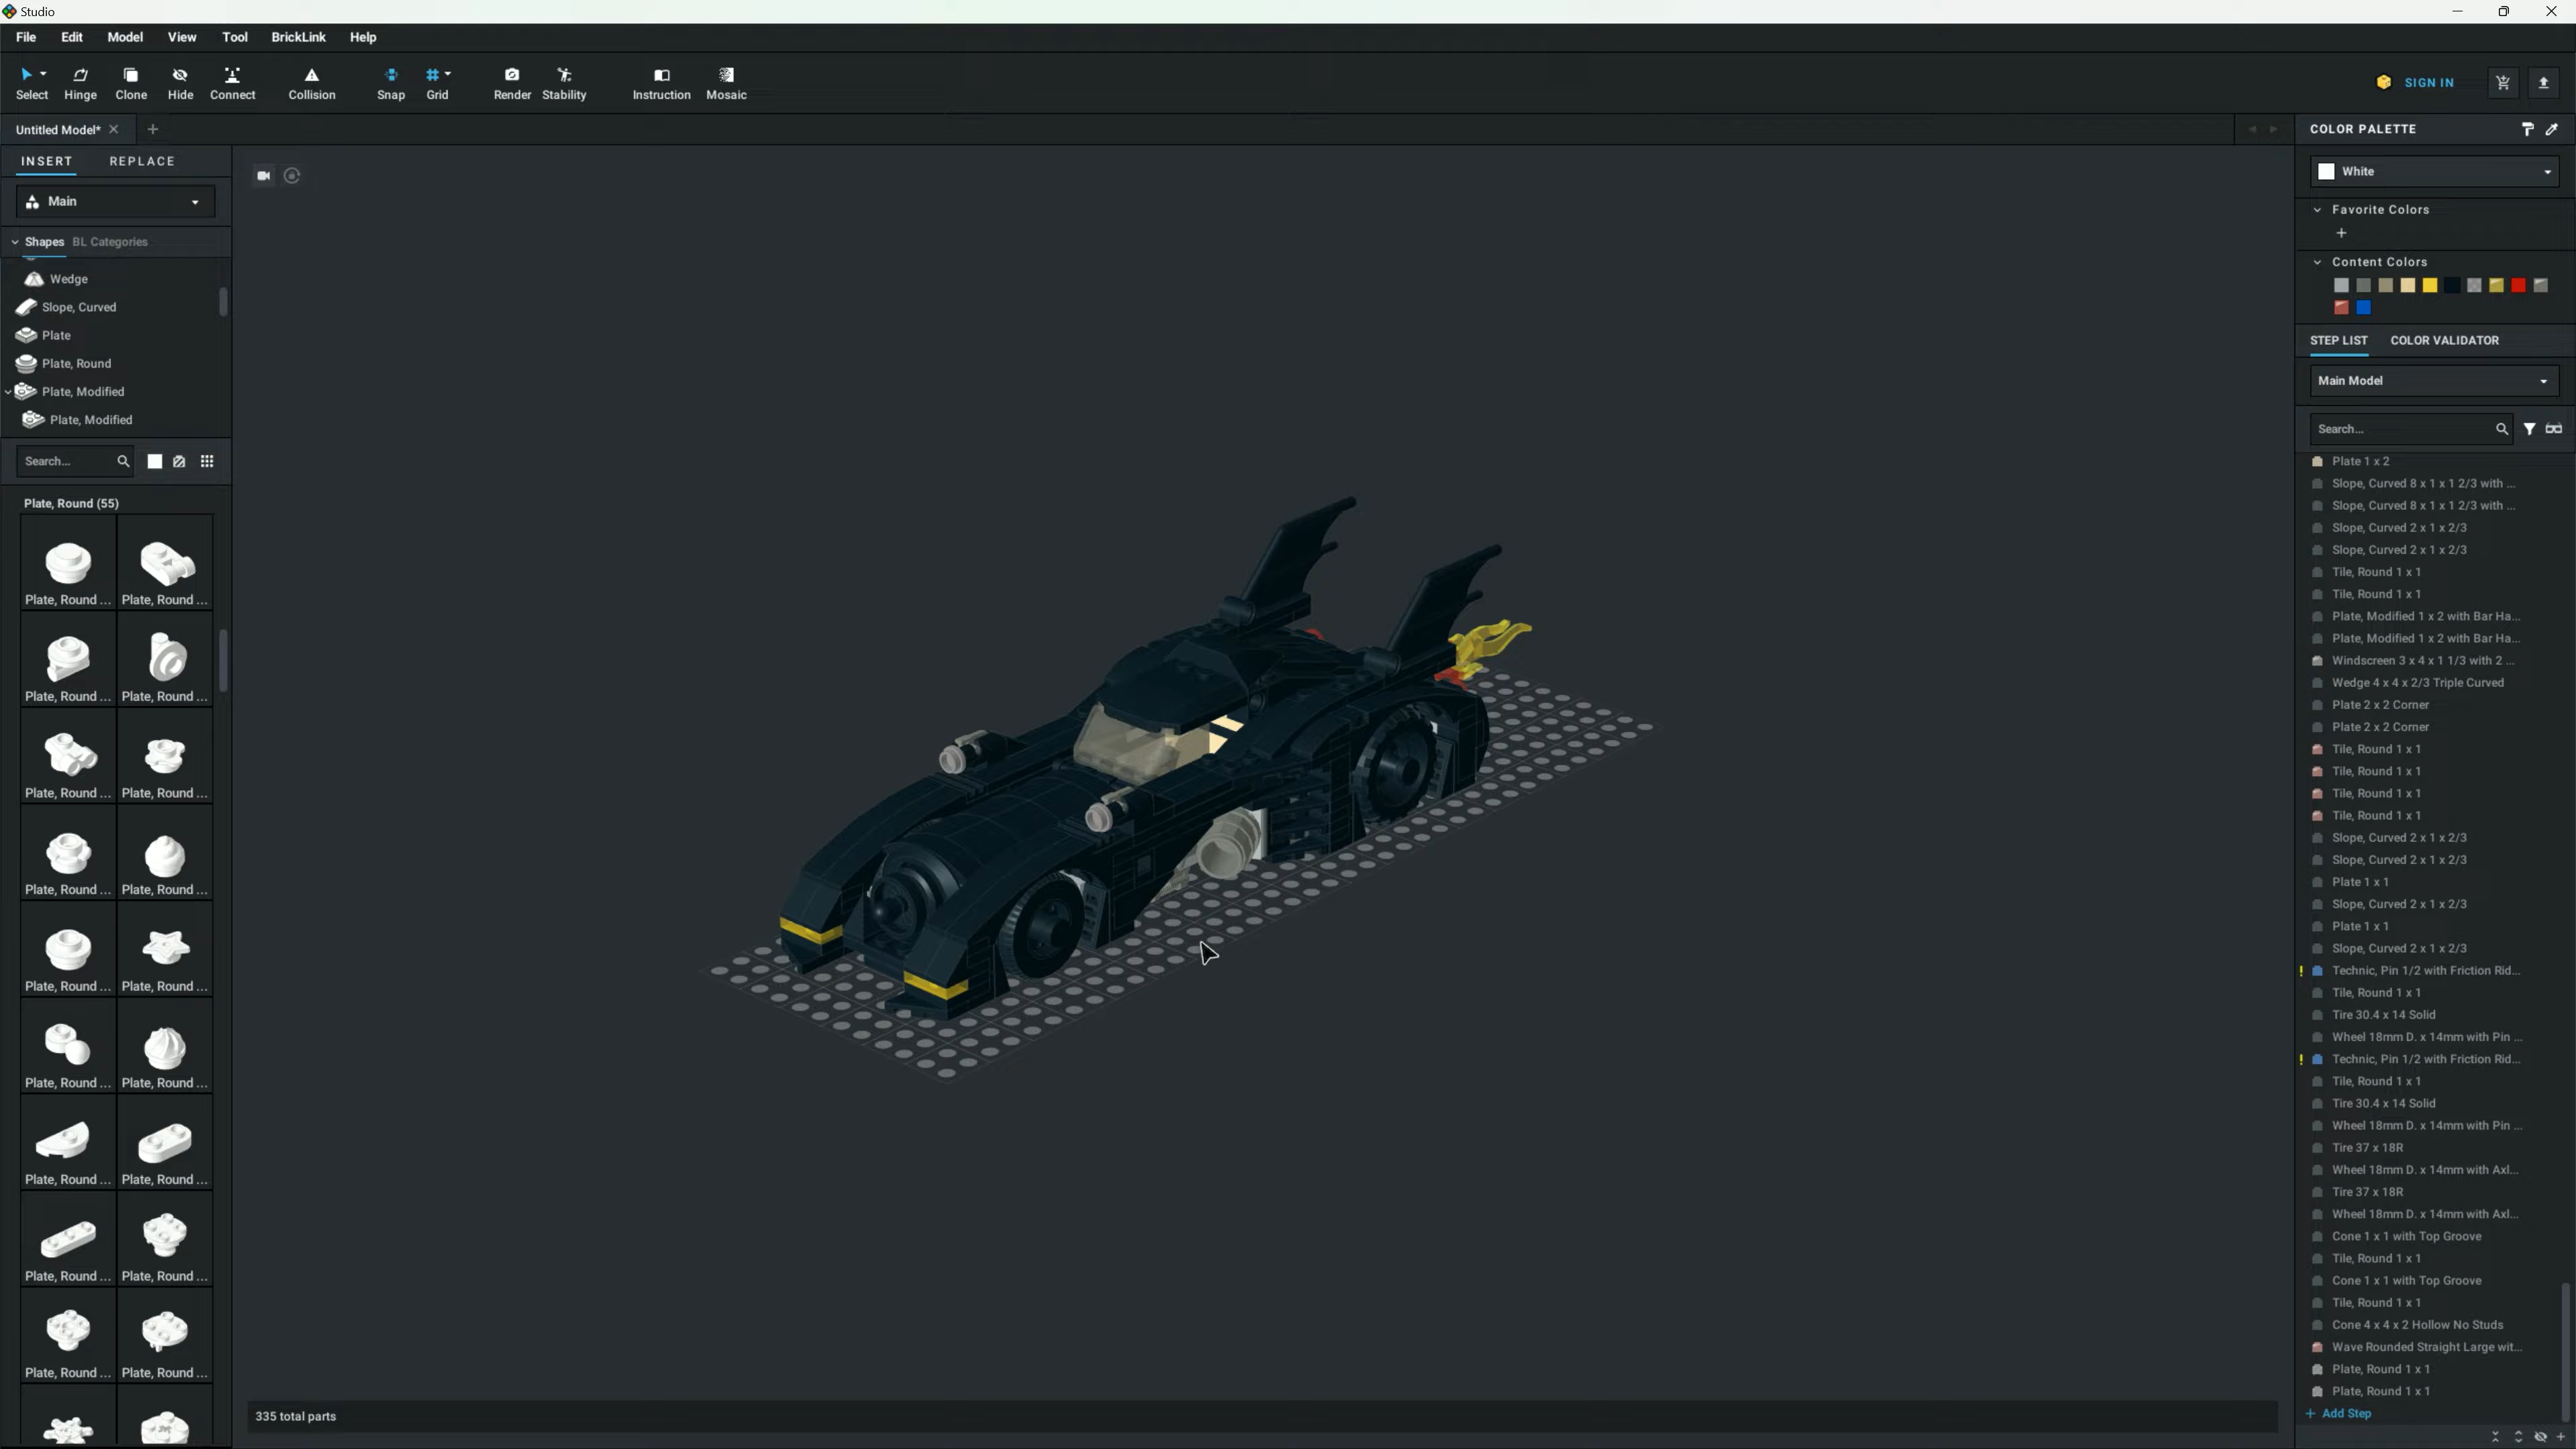 Studio
File Edit Model View Tool BrickLink Help
Select Hinge Clone Hide Connect Collision Snap Grid Render Stability Instruction Mosaic SIGN IN
Untitled Model*
INSERT REPLACE
Main
Shapes BL Categories
Wedge
Slope, Curved
Plate
Plate, Round
Plate, Modified
Plate, Modified
Search...
Plate, Round (55)
Plate, Round ... Plate, Round ...
Plate, Round ... Plate, Round ...
Plate, Round ... Plate, Round ...
Plate, Round ... Plate, Round ...
Plate, Round ... Plate, Round ...
Plate, Round ... Plate, Round ...
Plate, Round ... Plate, Round ...
Plate, Round ... Plate, Round ...
Plate, Round ... Plate, Round ...
335 total parts
COLOR PALETTE
White
Favorite Colors
+
Content Colors
STEP LIST COLOR VALIDATOR
Main Model
Search...
Plate 1 x 2
Slope, Curved 8 x 1 x 1 2/3 with ...
Slope, Curved 8 x 1 x 1 2/3 with ...
Slope, Curved 2 x 1 x 2/3
Slope, Curved 2 x 1 x 2/3
Tile, Round 1 x 1
Tile, Round 1 x 1
Plate, Modified 1 x 2 with Bar Ha...
Plate, Modified 1 x 2 with Bar Ha...
Windscreen 3 x 4 x 1 1/3 with 2 ...
Wedge 4 x 4 x 2/3 Triple Curved
Plate 2 x 2 Corner
Plate 2 x 2 Corner
Tile, Round 1 x 1
Tile, Round 1 x 1
Tile, Round 1 x 1
Tile, Round 1 x 1
Slope, Curved 2 x 1 x 2/3
Slope, Curved 2 x 1 x 2/3
Plate 1 x 1
Slope, Curved 2 x 1 x 2/3
Plate 1 x 1
Slope, Curved 2 x 1 x 2/3
! Technic, Pin 1/2 with Friction Rid...
Tile, Round 1 x 1
Tire 30.4 x 14 Solid
Wheel 18mm D. x 14mm with Pin ...
! Technic, Pin 1/2 with Friction Rid...
Tile, Round 1 x 1
Tire 30.4 x 14 Solid
Wheel 18mm D. x 14mm with Pin ...
Tire 37 x 18R
Wheel 18mm D. x 14mm with Axl...
Tire 37 x 18R
Wheel 18mm D. x 14mm with Axl...
Cone 1 x 1 with Top Groove
Tile, Round 1 x 1
Cone 1 x 1 with Top Groove
Tile, Round 1 x 1
Cone 4 x 4 x 2 Hollow No Studs
Wave Rounded Straight Large wit...
Plate, Round 1 x 1
Plate, Round 1 x 1
+ Add Step